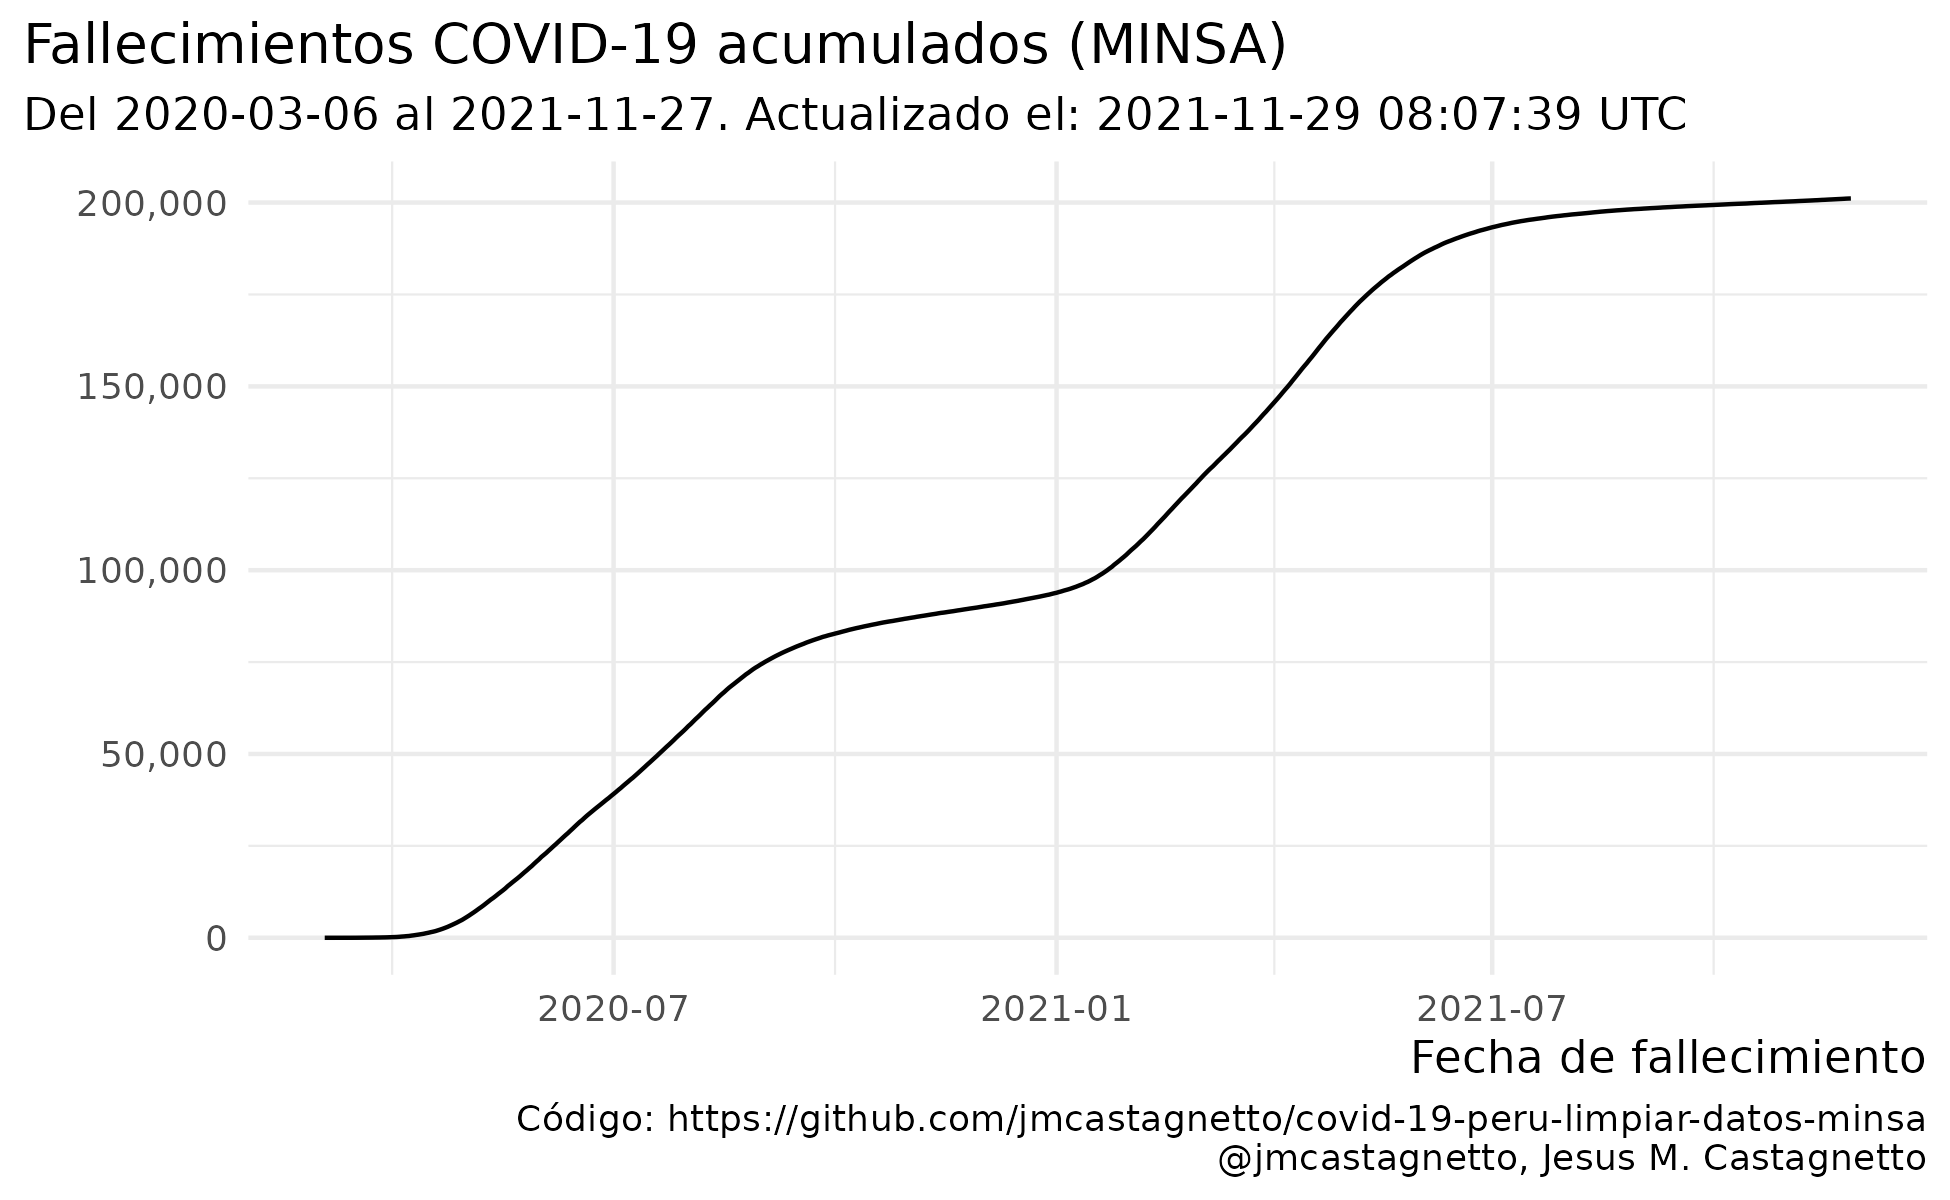 Fallecimientos COVID-19 acumulados (MINSA)
Del 2020-03-06 al 2021-11-27. Actualizado el: 2021-11-29 08:07:39 UTC
200,000
150,000
100,000
50,000
0
2020-07
2021-01
2021-07
Fecha de fallecimiento
Código: https://github.com/jmcastagnetto/covid-19-peru-limpiar-datos-minsa
@jmcastagnetto, Jesus M. Castagnetto